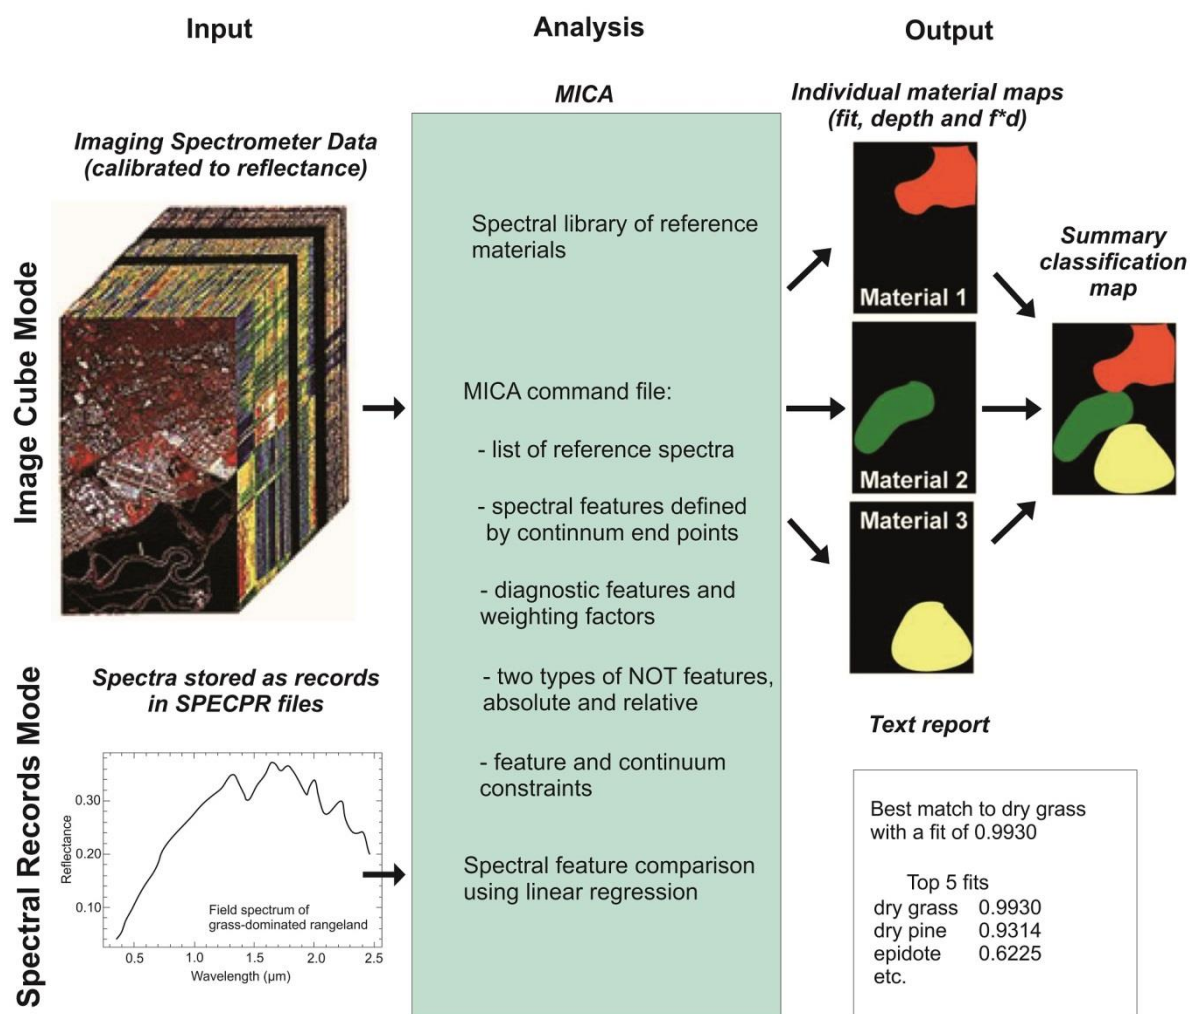 Input
Analysis
Output
Image Cube Mode
Imaging Spectrometer Data
(calibrated to reflectance)
Spectral Records Mode
Spectra stored as records
in SPECPR files
0.30
0.20
0.10
Reflectance
Field spectrum of
grass-dominated rangeland
0.5
1.0
1.5
2.0
2.5
Wavelength (μm)
MICA
Spectral library of reference
materials
MICA command file:
- list of reference spectra
- spectral features defined
by continnum end points
- diagnostic features and
weighting factors
- two types of NOT features,
absolute and relative
- feature and continuum
constraints
Spectral feature comparison
using linear regression
Individual material maps
(fit, depth and f*d)
Material 1
Material 2
Material 3
Summary
classification
map
Text report
Best match to dry grass
with a fit of 0.9930
Top 5 fits
dry grass 0.9930
dry pine 0.9314
epidote 0.6225
etc.